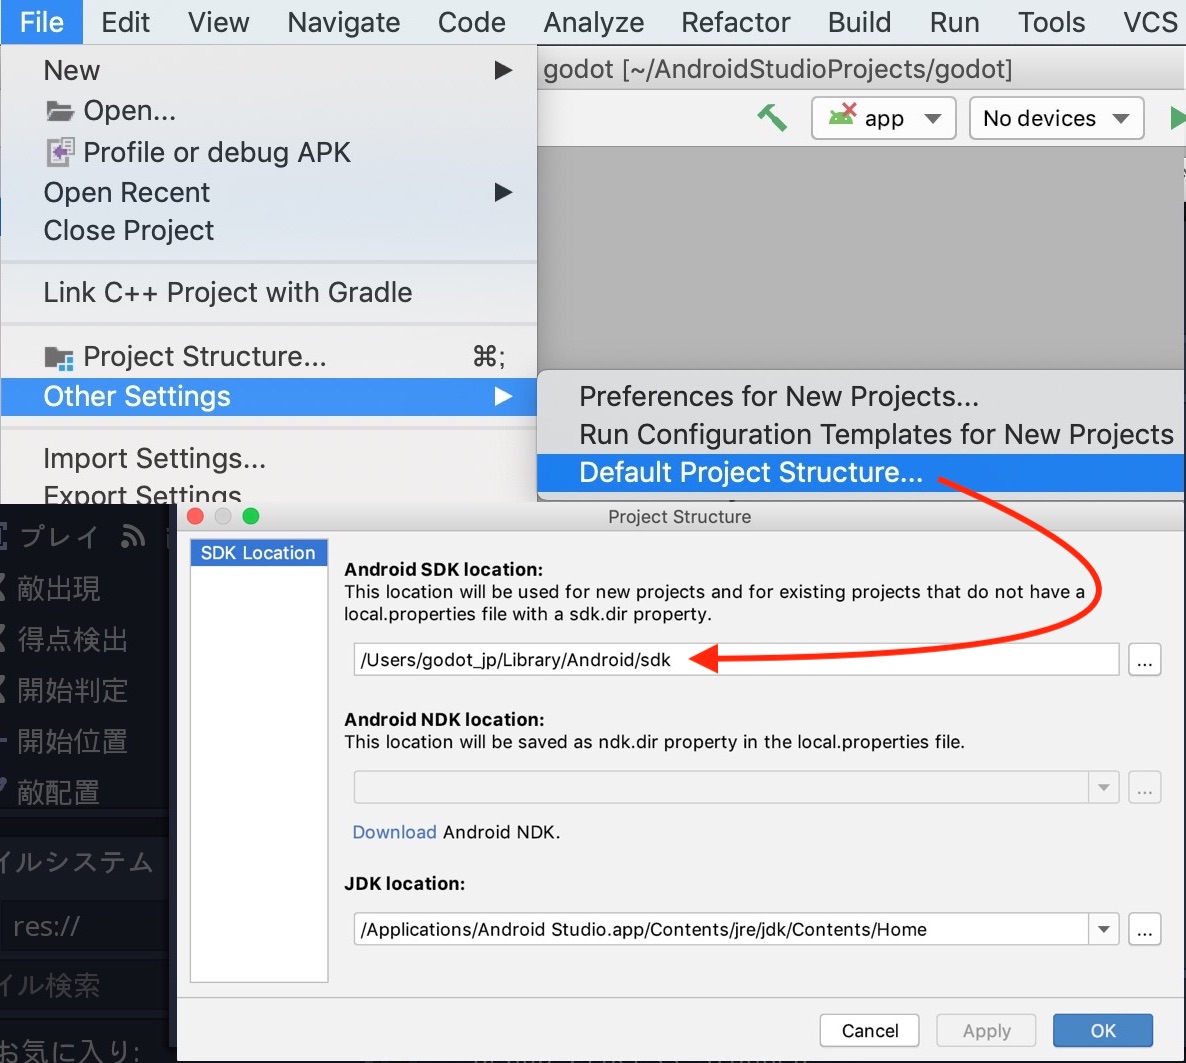 File Edit View Navigate Code Analyze Refactor Build Run Tools VCS
New
godot [~/AndroidStudioProjects/godot]
Open...
app
No devices
Profile or debug APK
Open Recent
Close Project
Link C++ Project with Gradle
Project Structure... ⌘;
Other Settings
Preferences for New Projects...
Run Configuration Templates for New Projects
Default Project Structure...
Import Settings...
Export Settings
プレイ
敵出現
得点検出
開始判定
開始位置
敵配置
イルシステム
res://
イル検索
お気に入り:
Project Structure
SDK Location
Android SDK location:
This location will be used for new projects and for existing projects that do not have a
local.properties file with a sdk.dir property.
/Users/godot_jp/Library/Android/sdk
...
Android NDK location:
This location will be saved as ndk.dir property in the local.properties file.
...
Download Android NDK.
JDK location:
/Applications/Android Studio.app/Contents/jre/jdk/Contents/Home
...
Cancel Apply OK